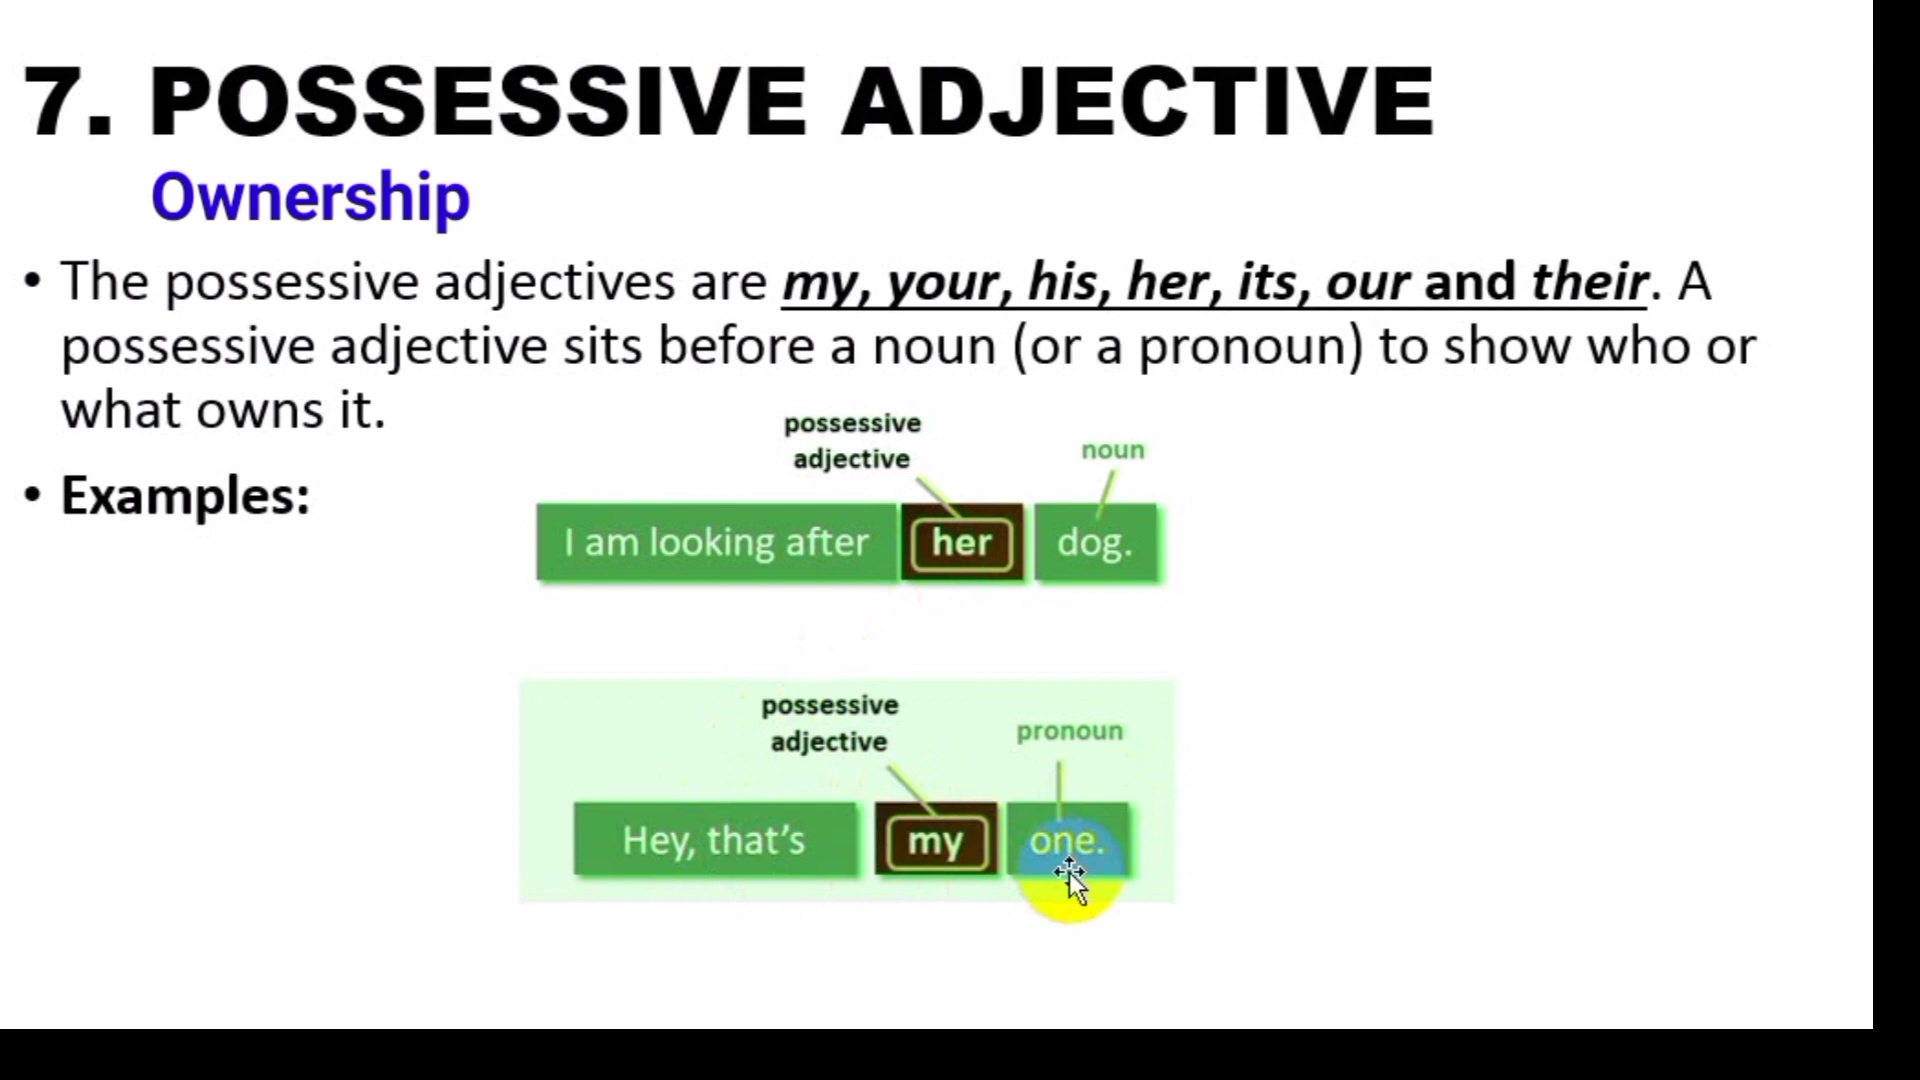 7. POSSESSIVE ADJECTIVE
Ownership
• The possessive adjectives are my, your, his, her, its, our and their. A
possessive adjective sits before a noun (or a pronoun) to show who or
what owns it.
• Examples:
possessive
adjective
noun
I am looking after her dog.
possessive
adjective
pronoun
Hey, that's my one.